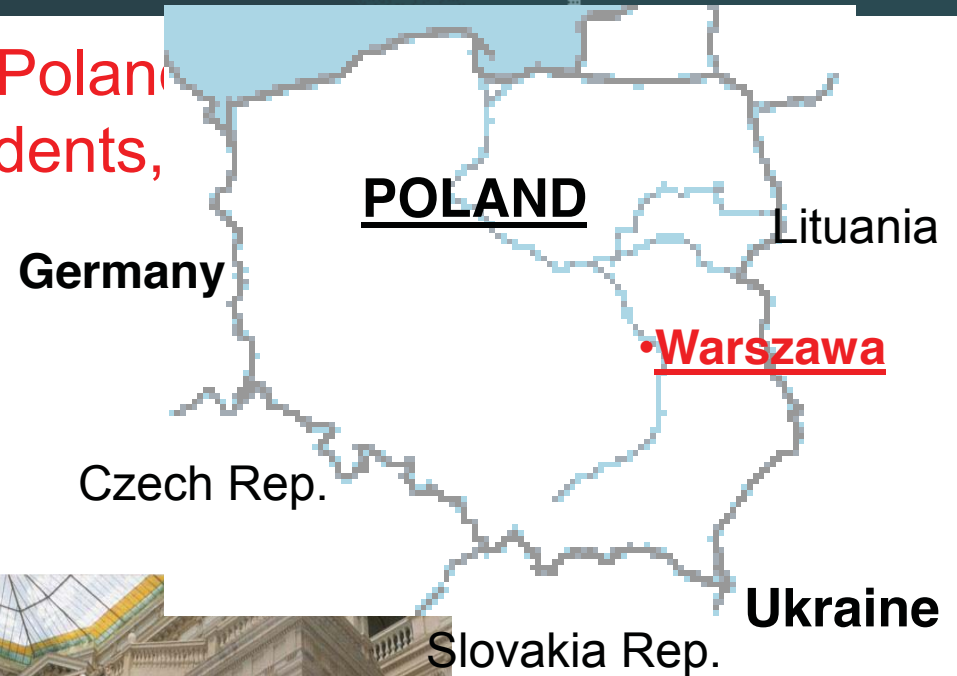 dents,
POLAND
Lituania
Germany
•Warszawa
Czech Rep.
Ukraine
Slovakia Rep.